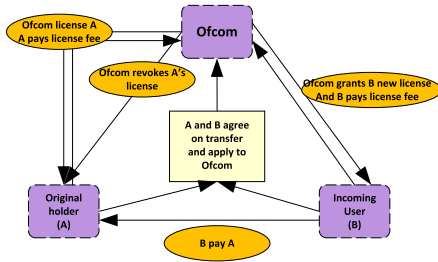 Ofcom license A
A pays license fee
Ofcom
Ofcom revokes A's
license
Ofcom grants B new license
And B pays license fee
A and B agree
on transfer
and apply to
Ofcom
Original
holder
(A)
Incoming
User
(B)
B pay A